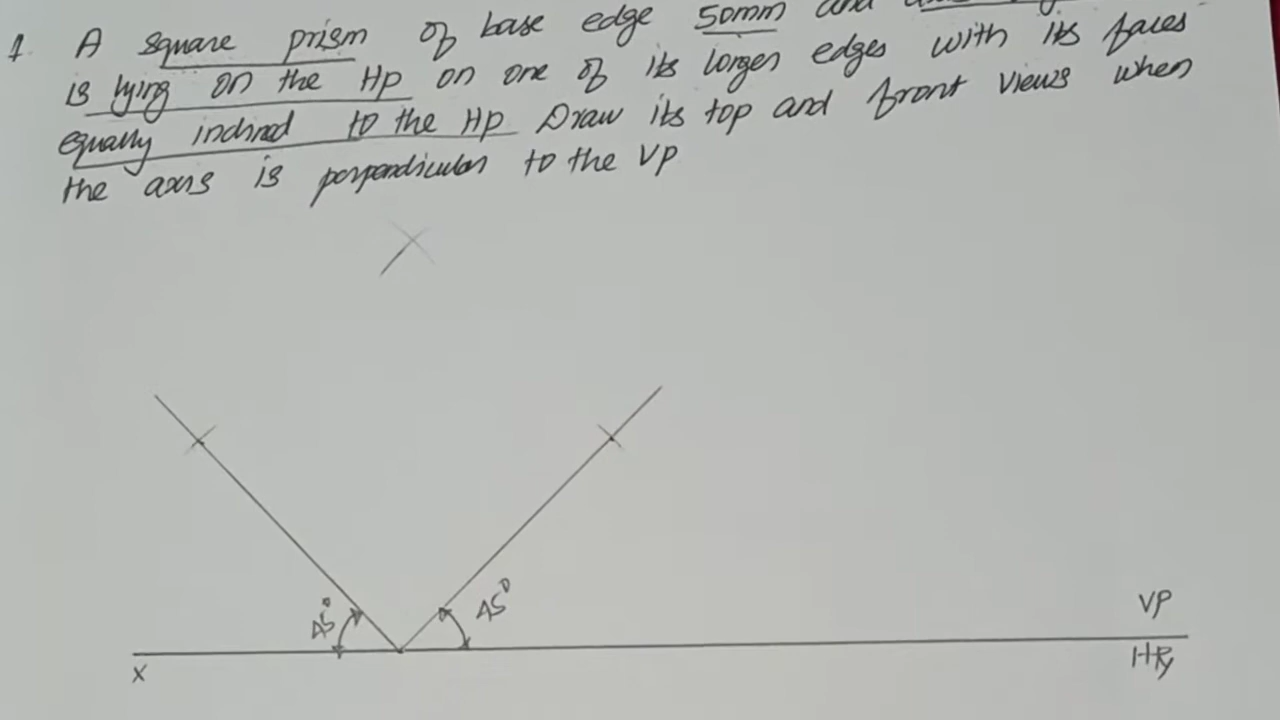 1. A square prism of base edge 50mm and
is lying on the Hp on one of its longer edges with its faces
equally inclined to the Hp Draw its top and front views when
the axis is perpendicular to the VP
45°
45°
VP
X
HP
y